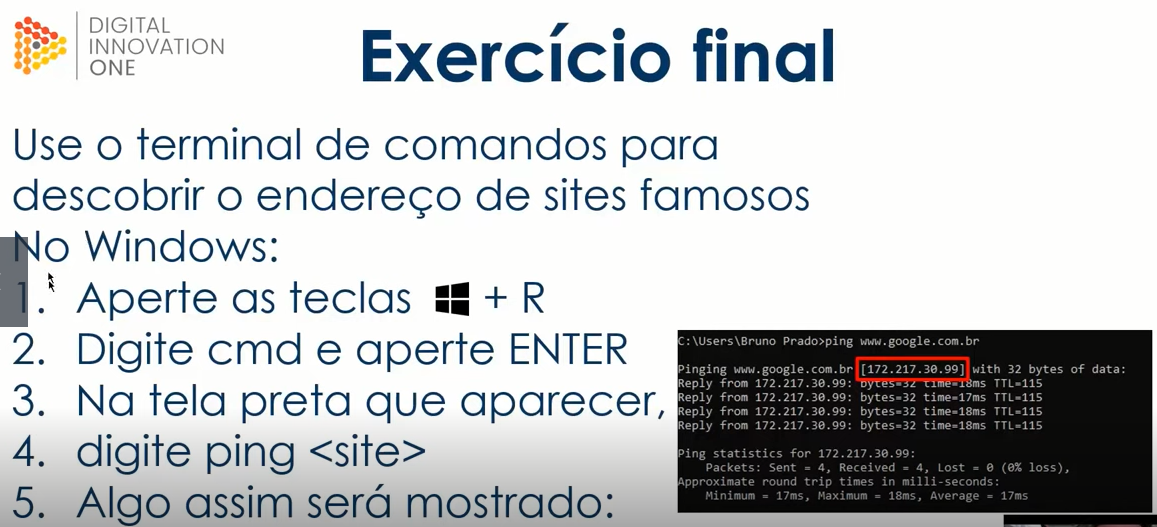 DIGITAL
INNOVATION
ONE
Exercício final
Use o terminal de comandos para
descobrir o endereço de sites famosos
No Windows:
1. Aperte as teclas + R
2. Digite cmd e aperte ENTER
3. Na tela preta que aparecer,
4. digite ping <site>
5. Algo assim será mostrado:
C:\Users\Bruno Prado>ping www.google.com.br
Pinging www.google.com.br [172.217.30.99] with 32 bytes of data:
Reply from 172.217.30.99: bytes=32 time=18ms TTL=115
Reply from 172.217.30.99: bytes=32 time=17ms TTL=115
Reply from 172.217.30.99: bytes=32 time=18ms TTL=115
Reply from 172.217.30.99: bytes=32 time=18ms TTL=115
Ping statistics for 172.217.30.99:
Packets: Sent = 4, Received = 4, Lost = 0 (0% loss),
Approximate round trip times in milli-seconds:
Minimum = 17ms, Maximum = 18ms, Average = 17ms